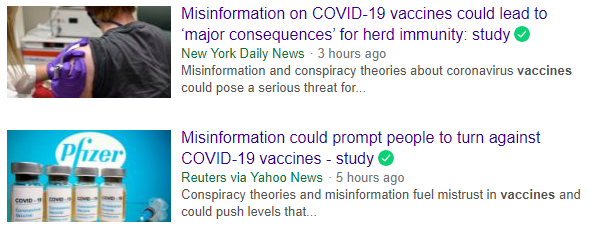 Misinformation on COVID-19 vaccines could lead to
‘major consequences’ for herd immunity: study
New York Daily News · 3 hours ago
Misinformation and conspiracy theories about coronavirus vaccines
could pose a serious threat for...
Pfizer
Misinformation could prompt people to turn against
COVID-19 vaccines - study
Reuters via Yahoo News · 5 hours ago
Conspiracy theories and misinformation fuel mistrust in vaccines and
could push levels that...
COVID-19